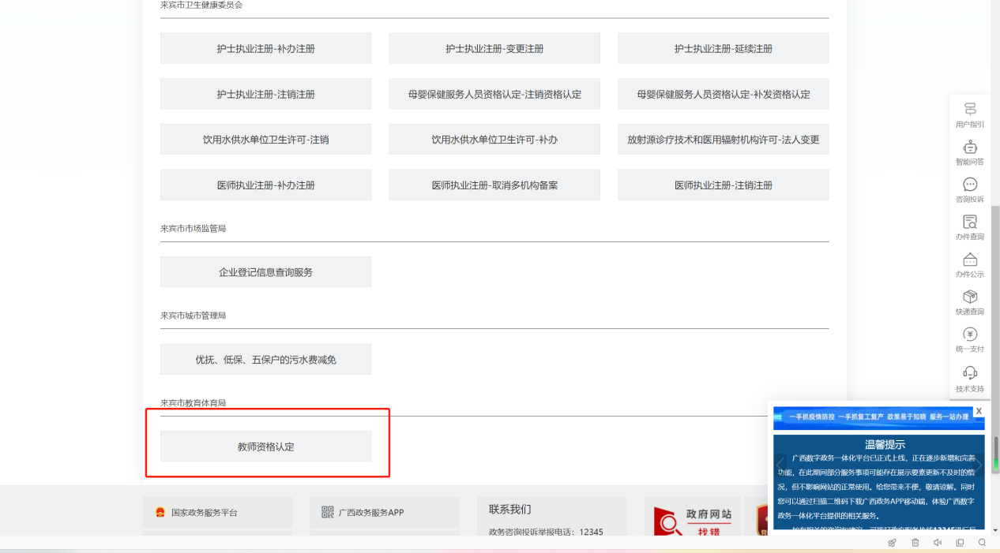 来宾市卫生健康委员会
护士执业注册-补办注册
护士执业注册-变更注册
护士执业注册-延续注册
护士执业注册-注销注册
母婴保健服务人员资格认定-注销资格认定
母婴保健服务人员资格认定-补发资格认定
饮用水供水单位卫生许可-注销
饮用水供水单位卫生许可-补办
放射源诊疗技术和医用辐射机构许可-法人变更
医师执业注册-补办注册
医师执业注册-取消多机构备案
医师执业注册-注销注册
来宾市市场监管局
企业登记信息查询服务
来宾市城市管理局
优抚、低保、五保户的污水费减免
来宾市教育体育局
教师资格认定
用户指引
智能问答
咨询投诉
办件查询
办件公示
快递查询
统一支付
技术支持
一手抓疫情防控 一手抓复工复产 政策易于知晓 服务一站办理
X
温馨提示
广西数字政务一体化平台已正式上线，正在逐步新增和完善
功能，在此期间部分服务事项可能存在展示要素更新不及时的情
况，但不影响网站的正常使用。给您带来不便，敬请谅解。同时
您可以通过扫描二维码下载广西政务APP移动端，体验广西数字
政务一体化平台提供的相关服务。
国家政务服务平台
广西政务服务APP
联系我们
政务咨询投诉举报电话：12345
政府网站
找错